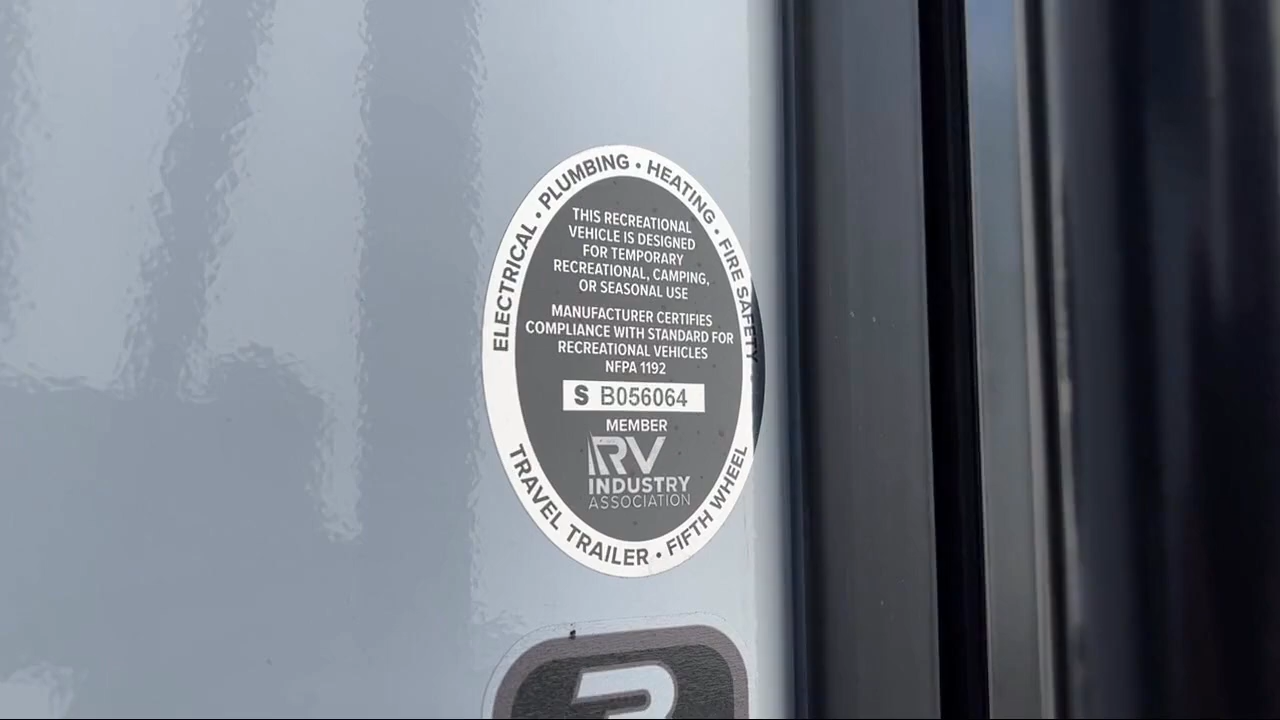 ELECTRICAL • PLUMBING • HEATING • FIRE SAFETY
THIS RECREATIONAL
VEHICLE IS DESIGNED
FOR TEMPORARY
RECREATIONAL, CAMPING,
OR SEASONAL USE
MANUFACTURER CERTIFIES
COMPLIANCE WITH STANDARD FOR
RECREATIONAL VEHICLES
NFPA 1192
S B056064
MEMBER
RV
INDUSTRY
ASSOCIATION
TRAVEL TRAILER • FIFTH WHEEL